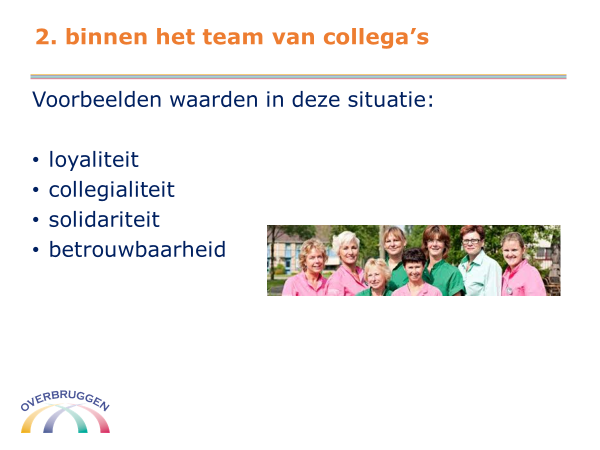 2. binnen het team van collega’s
Voorbeelden waarden in deze situatie:
• loyaliteit
• collegialiteit
• solidariteit
• betrouwbaarheid
OVERBRUGGEN